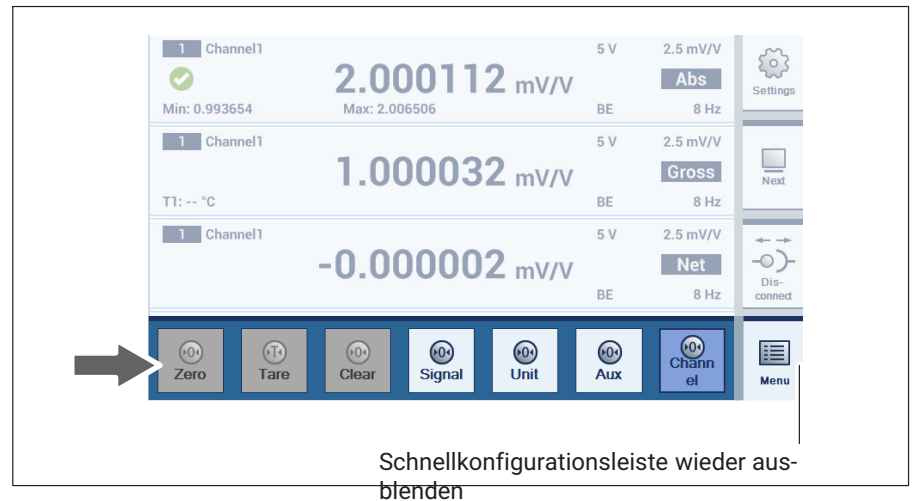 1 Channel1 5 V 2.5 mV/V
2.000112 mV/V Abs
Min: 0.993654 Max: 2.006506 BE 8 Hz
Settings
1 Channel1 5 V 2.5 mV/V
1.000032 mV/V Gross
T1: -- °C BE 8 Hz
Next
1 Channel1 5 V 2.5 mV/V
-0.000002 mV/V Net
BE 8 Hz
Dis-
connect
Zero Tare Clear Signal Unit Aux Chann
el
Menu
Schnellkonfigurationsleiste wieder aus-
blenden